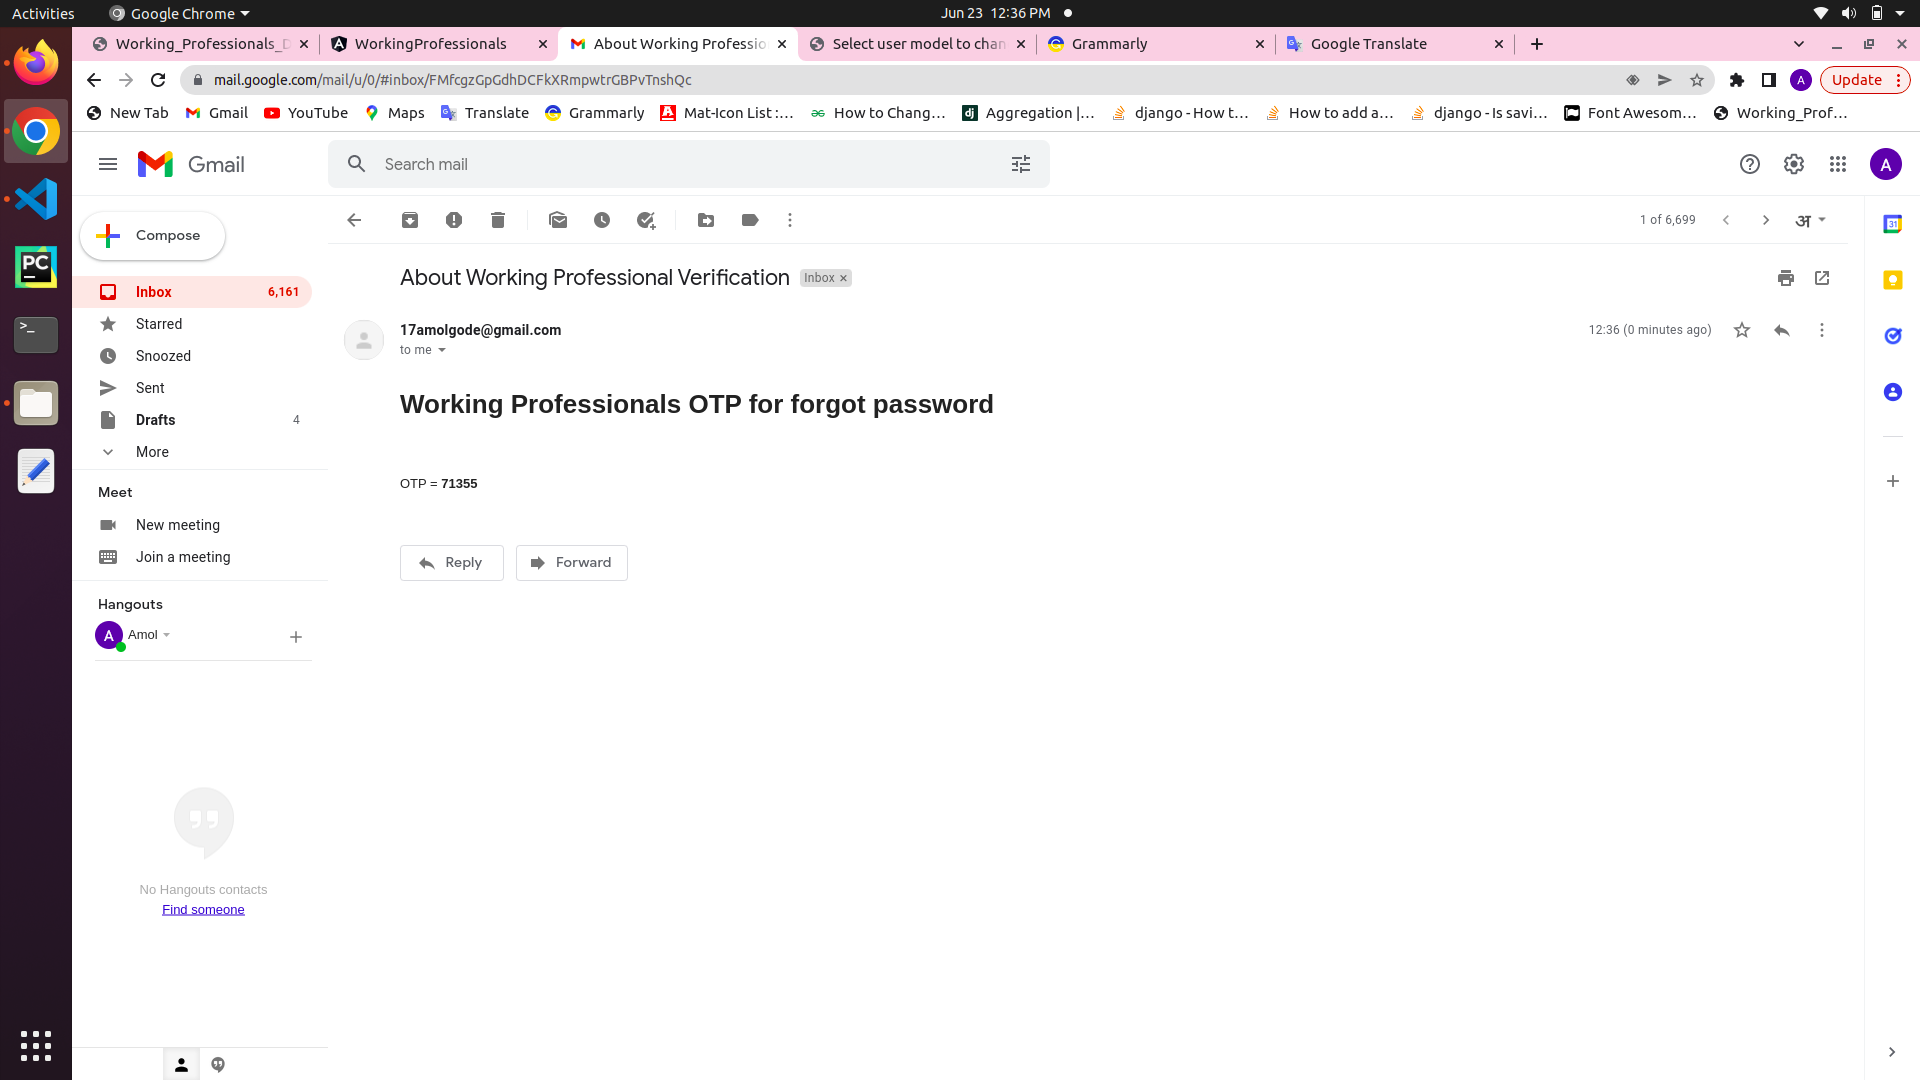 Activities
Google Chrome
Jun 23 12:36 PM
Working_Professionals_D
WorkingProfessionals
About Working Professio
Select user model to chan
Grammarly
Google Translate
mail.google.com/mail/u/0/#inbox/FMfcgzGpGdhDCFkXRmpwtrGBPvTnshQc
A
Update
New Tab
Gmail
YouTube
Maps
Translate
Grammarly
Mat-Icon List :…
How to Chang…
Aggregation |…
django - How t…
How to add a…
django - Is savi…
Font Awesom…
Working_Prof…
Gmail
Search mail
A
Compose
1 of 6,699
अ
Inbox
6,161
Starred
Snoozed
Sent
Drafts
4
More
About Working Professional Verification
Inbox
17amolgode@gmail.com
to me
12:36 (0 minutes ago)
Working Professionals OTP for forgot password
OTP = 71355
Reply
Forward
Meet
New meeting
Join a meeting
Hangouts
A
Amol
No Hangouts contacts
Find someone
PC
31